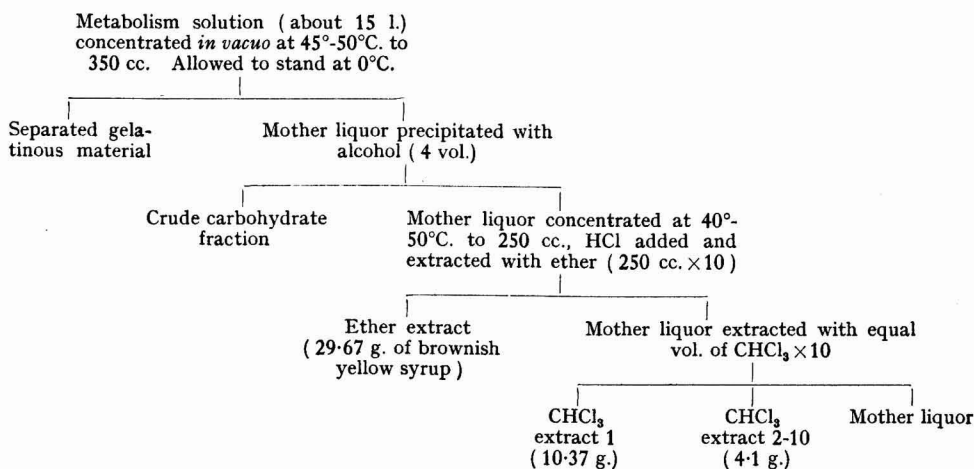 Metabolism solution (about 15 l.)
concentrated in vacuo at 45°-50°C. to
350 cc. Allowed to stand at 0°C.
Separated gela-
tinous material
Mother liquor precipitated with
alcohol (4 vol.)
Crude carbohydrate
fraction
Mother liquor concentrated at 40°-
50°C. to 250 cc., HCl added and
extracted with ether (250 cc.×10)
Ether extract
(29·67 g. of brownish
yellow syrup)
Mother liquor extracted with equal
vol. of CHCl₃×10
CHCl₃
extract 1
(10·37 g.)
CHCl₃
extract 2-10
(4·1 g.)
Mother liquor